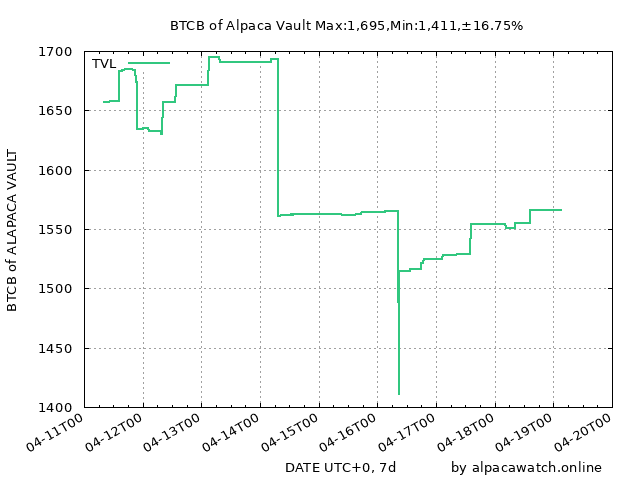 BTCB of Alpaca Vault Max:1,695,Min:1,411,±16.75%
TVL
1700
1650
1600
1550
1500
1450
1400
BTCB of ALAPACA VAULT
04-11T00
04-12T00
04-13T00
04-14T00
04-15T00
04-16T00
04-17T00
04-18T00
04-19T00
04-20T00
DATE UTC+0, 7d
by alpacawatch.online